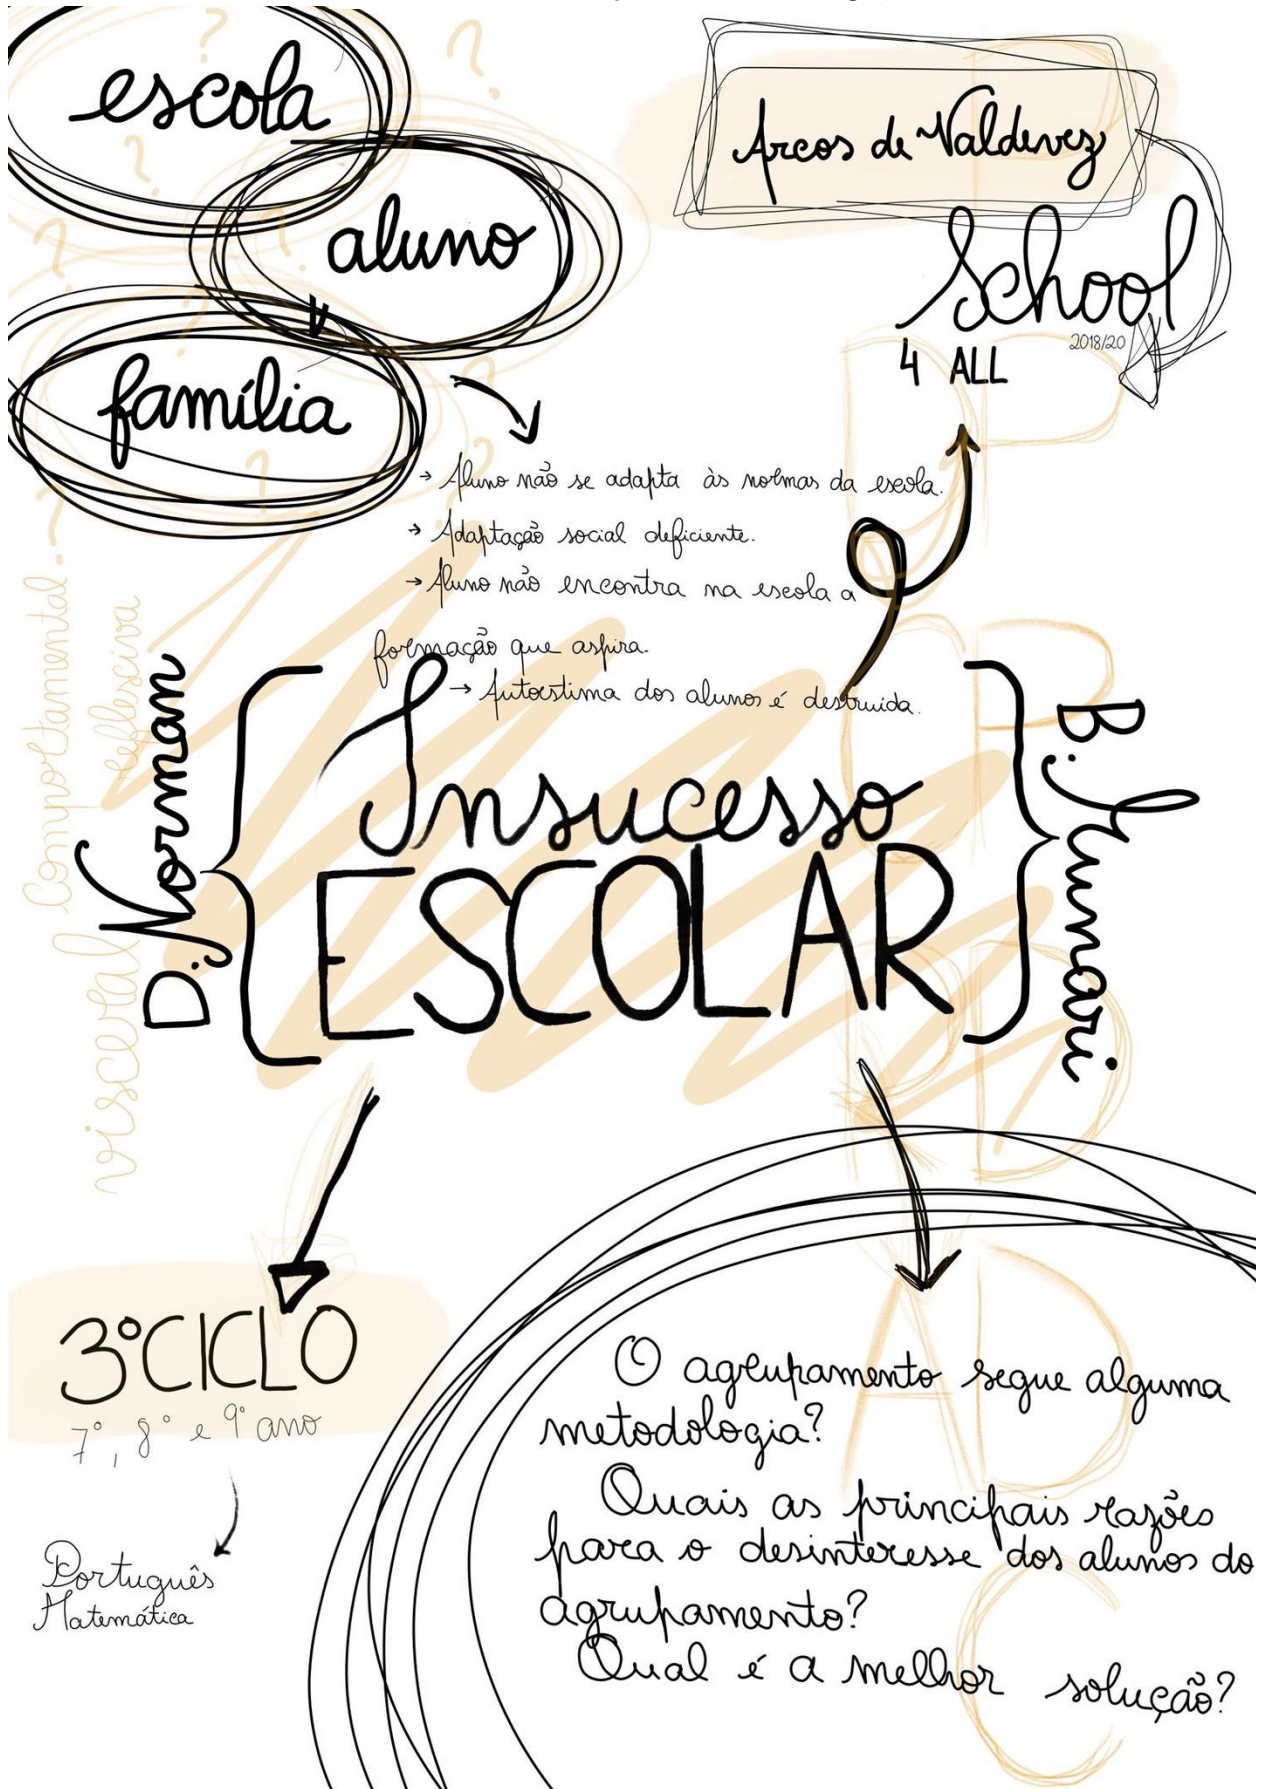 escola
aluno
família
Arcos de Valdevez
School
2018/20
4 ALL
→ Aluno não se adapta às normas da escola.
→ Adaptação social deficiente.
→ Aluno não encontra na escola a
formação que aspira.
→ Autoestima dos alunos é destruída.
Insucesso
ESCOLAR
D. Norman
visceral
Comportamental
reflexiva
B. Munari
3º CICLO
7º, 8º e 9º ano
Português
Matemática
O agrupamento segue alguma
metodologia?
Quais as principais razões
para o desinteresse dos alunos do
agrupamento?
Qual é a melhor solução?